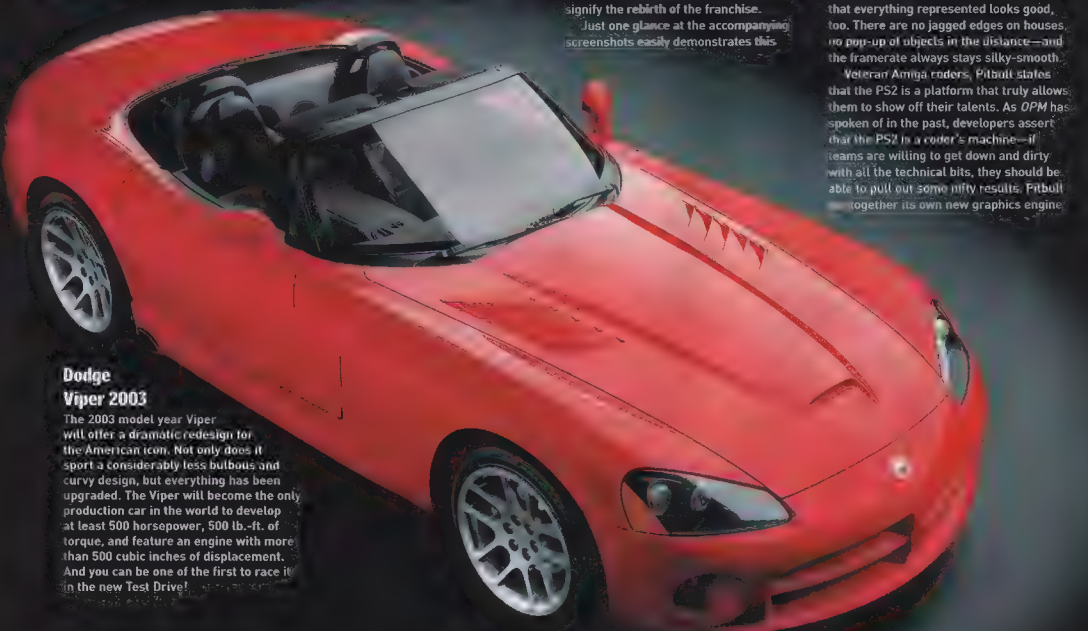 signify the rebirth of the franchise.
Just one glance at the accompanying
screenshots easily demonstrates this
that everything represented looks good,
too. There are no jagged edges on houses,
no pop-up of objects in the distance—and
the framerate always stays silky-smooth.
Veteran Amiga coders, Pitbull states
that the PS2 is a platform that truly allows
them to show off their talents. As OPM has
spoken of in the past, developers assert
that the PS2 is a coder's machine—if
teams are willing to get down and dirty
with all the technical bits, they should be
able to pull out some nifty results. Pitbull
together its own new graphics engine
Dodge
Viper 2003
The 2003 model year Viper
will offer a dramatic redesign for
the American icon. Not only does it
sport a considerably less bulbous and
curvy design, but everything has been
upgraded. The Viper will become the only
production car in the world to develop
at least 500 horsepower, 500 lb.-ft. of
torque, and feature an engine with more
than 500 cubic inches of displacement.
And you can be one of the first to race it
in the new Test Drive!